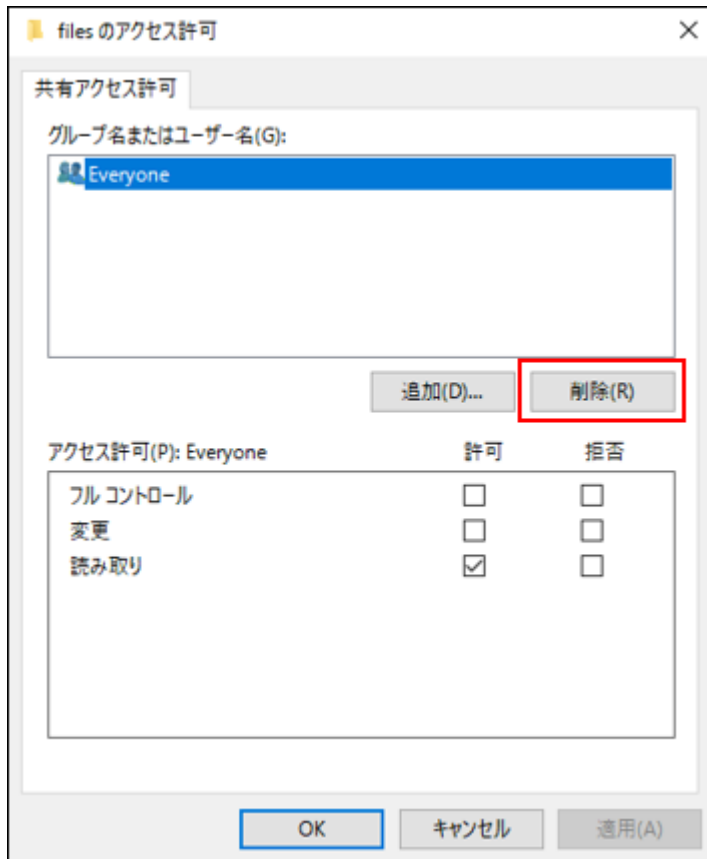 files のアクセス許可
共有アクセス許可
グループ名またはユーザー名(G):
Everyone
追加(D)... 削除(R)
アクセス許可(P): Everyone 許可 拒否
フル コントロール
変更
読み取り
OK キャンセル 適用(A)